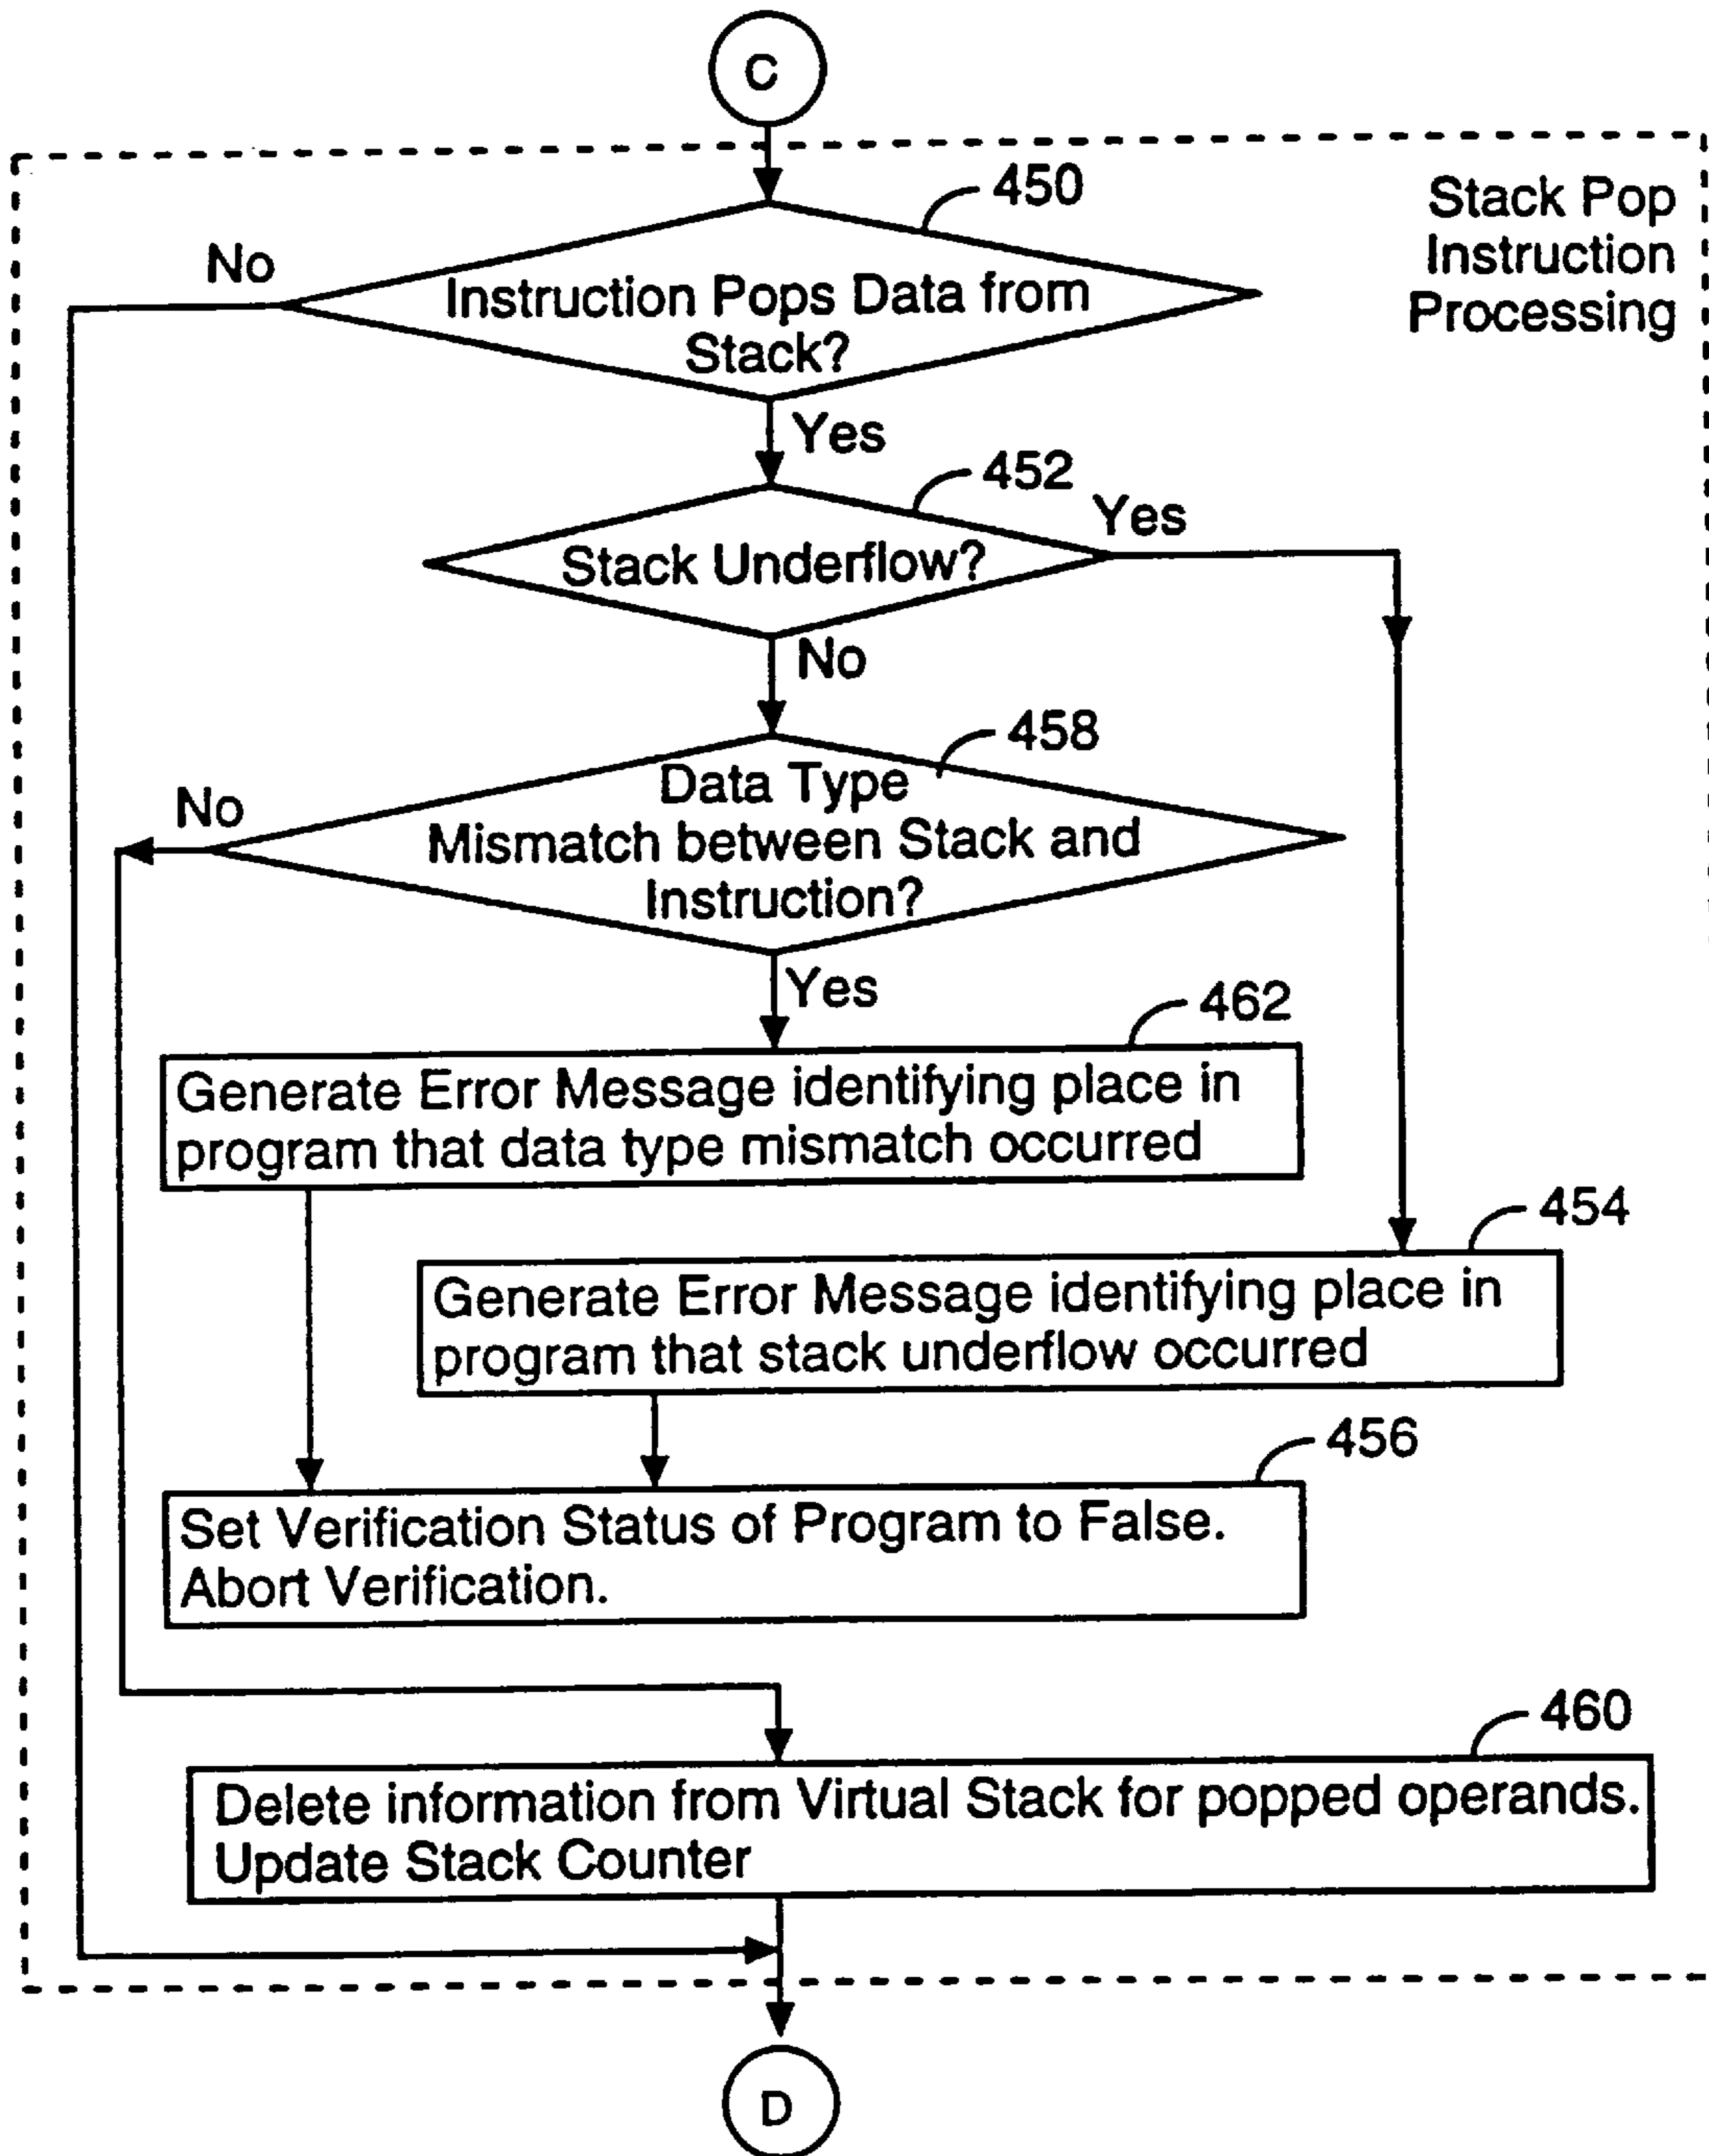 C
450
Stack Pop
Instruction
Processing
No
Instruction Pops Data from
Stack?
Yes
452
Yes
Stack Underflow?
No
458
No
Data Type
Mismatch between Stack and
Instruction?
Yes
462
Generate Error Message identifying place in
program that data type mismatch occurred
454
Generate Error Message identifying place in
program that stack underflow occurred
456
Set Verification Status of Program to False.
Abort Verification.
460
Delete information from Virtual Stack for popped operands.
Update Stack Counter
D